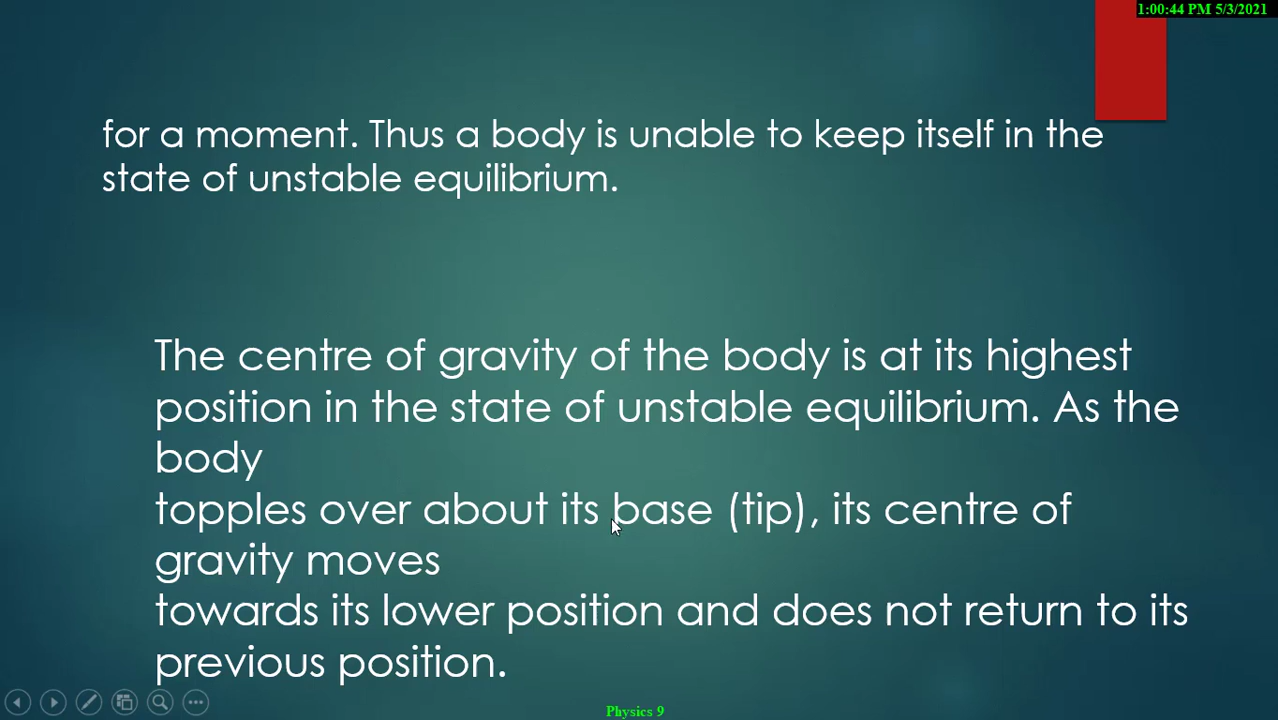 1:00:44 PM 5/3/2021
for a moment. Thus a body is unable to keep itself in the
state of unstable equilibrium.
The centre of gravity of the body is at its highest
position in the state of unstable equilibrium. As the
body
topples over about its base (tip), its centre of
gravity moves
towards its lower position and does not return to its
previous position.
Physics 9